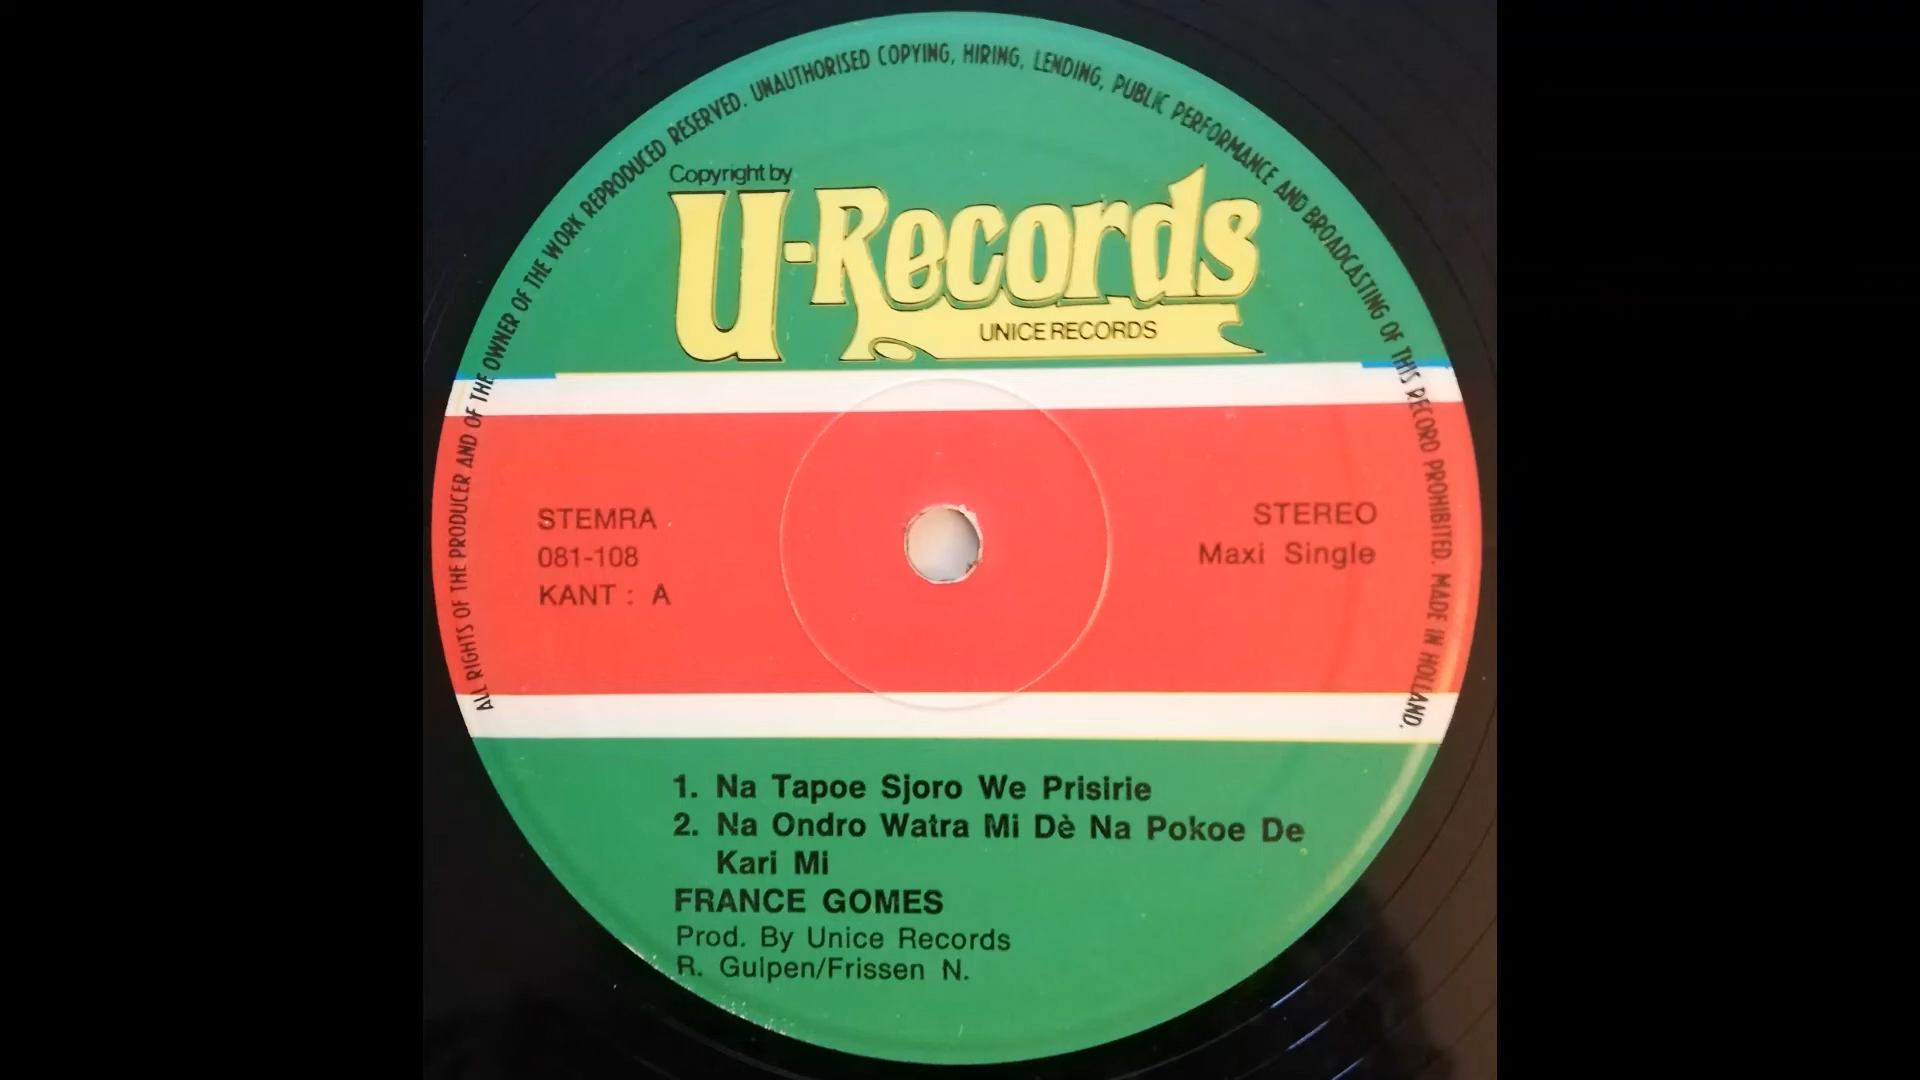 ALL RIGHTS OF THE PRODUCER AND OF THE OWNER OF THE WORK REPRODUCED RESERVED. UNAUTHORISED COPYING, HIRING, LENDING, PUBLIC PERFORMANCE AND BROADCASTING OF THIS RECORD PROHIBITED. MADE IN HOLLAND.
Copyright by
U-Records
UNICE RECORDS
STEMRA
081-108
KANT : A
STEREO
Maxi Single
1. Na Tapoe Sjoro We Prisirie
2. Na Ondro Watra Mi Dè Na Pokoe De
Kari Mi
FRANCE GOMES
Prod. By Unice Records
R. Gulpen/Frissen N.